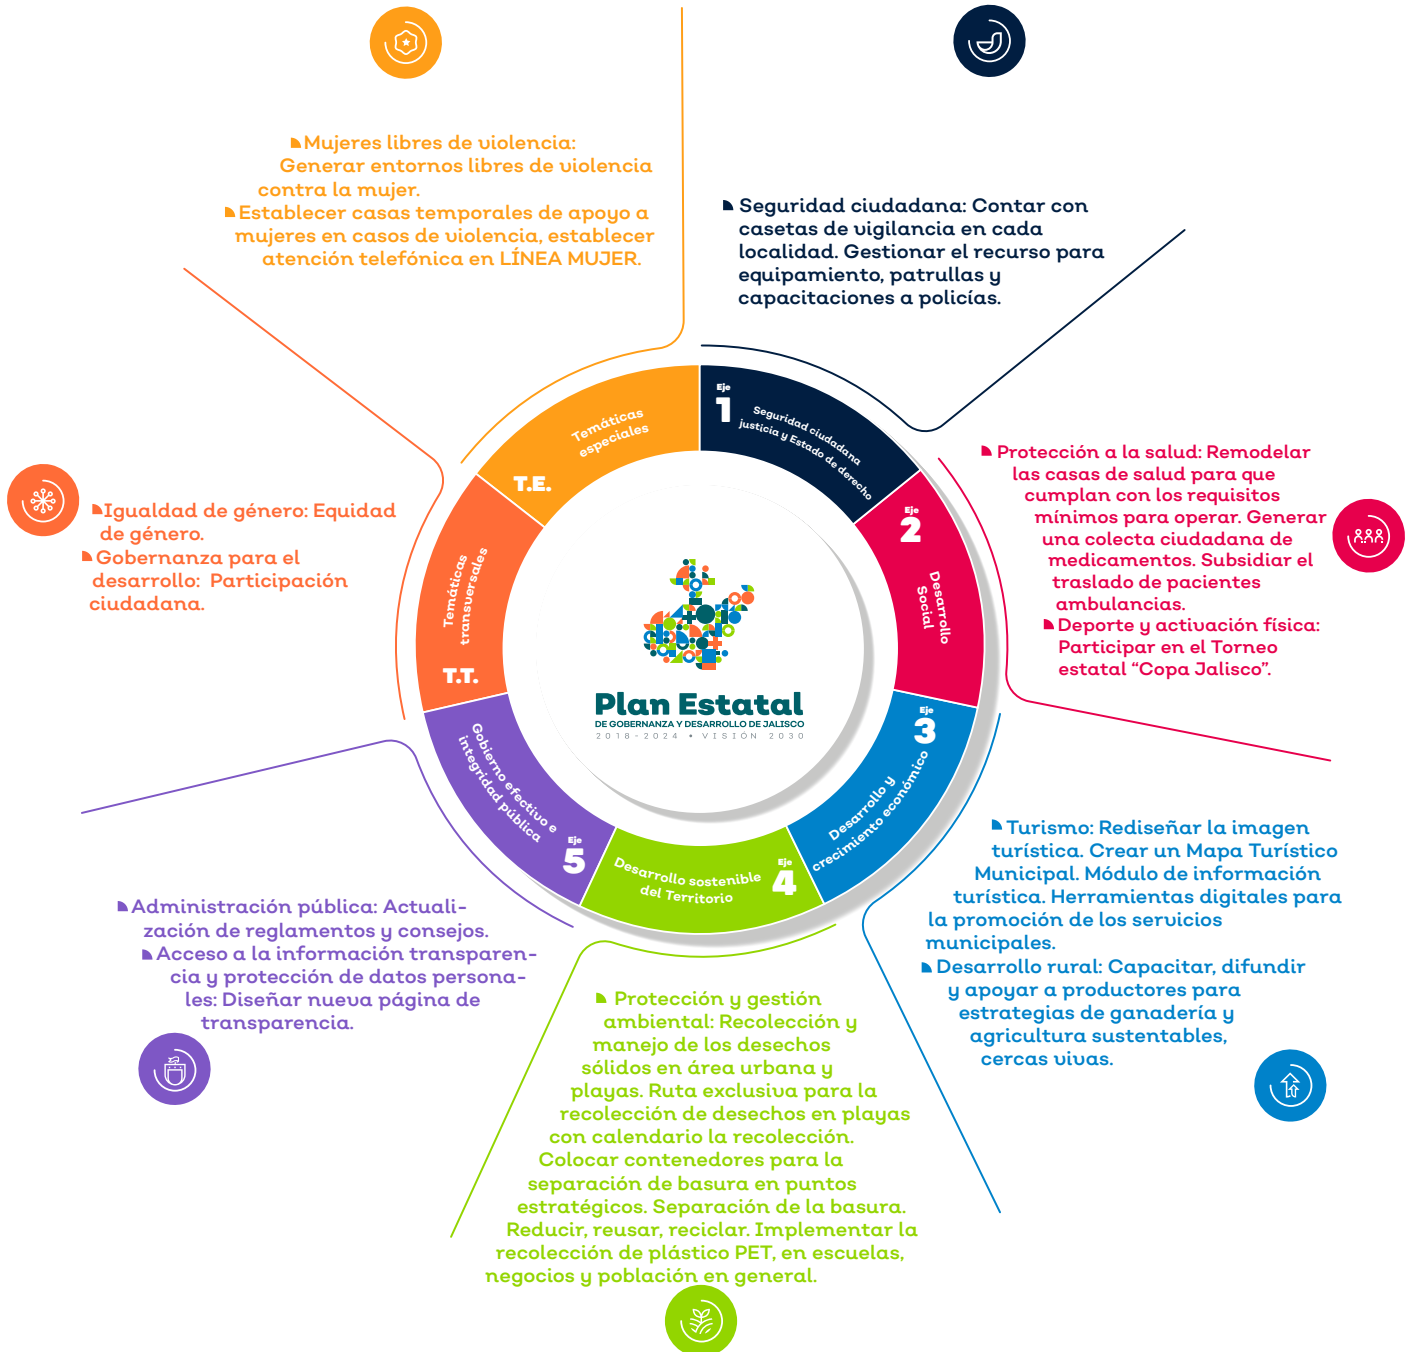 Mujeres libres de violencia:
Generar entornos libres de violencia
contra la mujer.
Establecer casas temporales de apoyo a
mujeres en casos de violencia, establecer
atención telefónica en LÍNEA MUJER.
Seguridad ciudadana: Contar con
casetas de vigilancia en cada
localidad. Gestionar el recurso para
equipamiento, patrullas y
capacitaciones a policías.
Protección a la salud: Remodelar
las casas de salud para que
cumplan con los requisitos
mínimos para operar. Generar
una colecta ciudadana de
medicamentos. Subsidiar el
traslado de pacientes
ambulancias.
Deporte y activación física:
Participar en el Torneo
estatal “Copa Jalisco”.
Igualdad de género: Equidad
de género.
Gobernanza para el
desarrollo: Participación
ciudadana.
Temáticas
especiales
T.E.
Eje
1
Seguridad ciudadana
justicia y Estado de derecho
Eje
2
Desarrollo
Social
Temáticas
transversales
T.T.
Plan Estatal
DE GOBERNANZA Y DESARROLLO DE JALISCO
2018-2024 • VISIÓN 2030
Eje
3
Desarrollo y
crecimiento económico
Gobierno efectivo e
integridad pública
Eje
5
Desarrollo sostenible
del Territorio
Eje
4
Turismo: Rediseñar la imagen
turística. Crear un Mapa Turístico
Municipal. Módulo de información
turística. Herramientas digitales para
la promoción de los servicios
municipales.
Desarrollo rural: Capacitar, difundir
y apoyar a productores para
estrategias de ganadería y
agricultura sustentables,
cercas vivas.
Administración pública: Actuali-
zación de reglamentos y consejos.
Acceso a la información transparen-
cia y protección de datos persona-
les: Diseñar nueva página de
transparencia.
Protección y gestión
ambiental: Recolección y
manejo de los desechos
sólidos en área urbana y
playas. Ruta exclusiva para la
recolección de desechos en playas
con calendario la recolección.
Colocar contenedores para la
separación de basura en puntos
estratégicos. Separación de la basura.
Reducir, reusar, reciclar. Implementar la
recolección de plástico PET, en escuelas,
negocios y población en general.